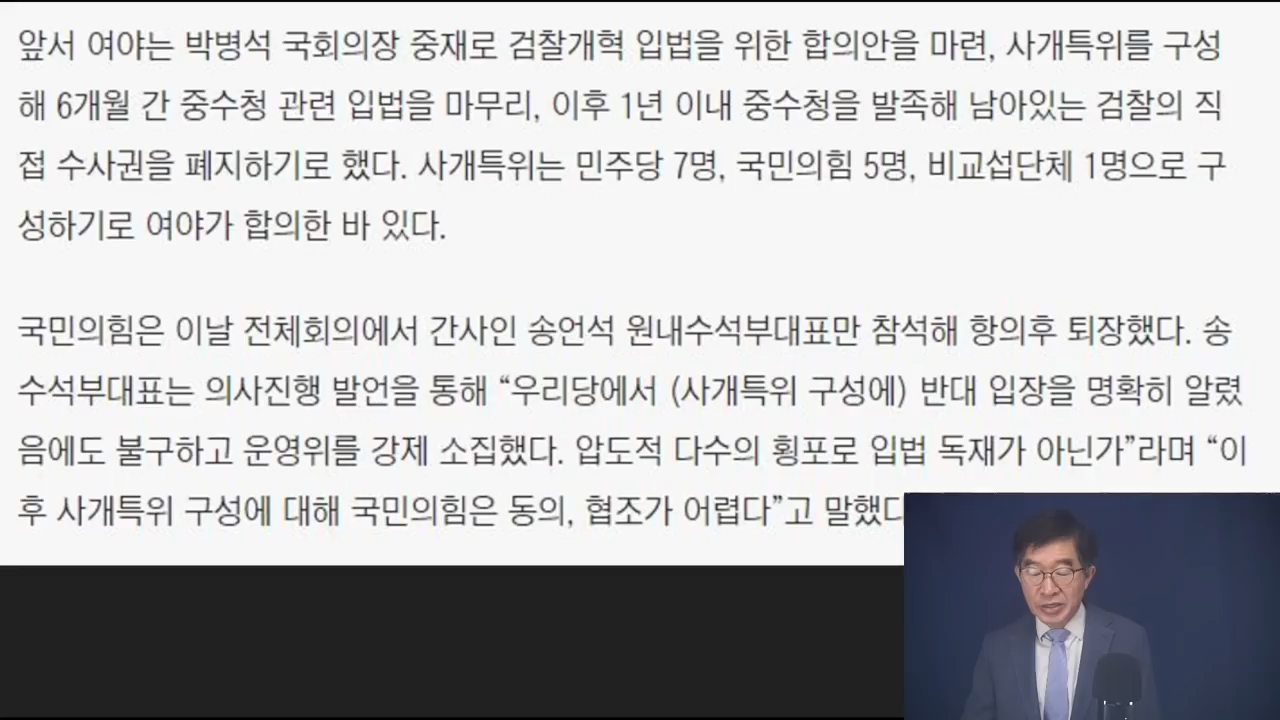 앞서 여야는 박병석 국회의장 중재로 검찰개혁 입법을 위한 합의안을 마련, 사개특위를 구성
해 6개월 간 중수청 관련 입법을 마무리, 이후 1년 이내 중수청을 발족해 남아있는 검찰의 직
접 수사권을 폐지하기로 했다. 사개특위는 민주당 7명, 국민의힘 5명, 비교섭단체 1명으로 구
성하기로 여야가 합의한 바 있다.
국민의힘은 이날 전체회의에서 간사인 송언석 원내수석부대표만 참석해 항의후 퇴장했다. 송
수석부대표는 의사진행 발언을 통해 “우리당에서 (사개특위 구성에) 반대 입장을 명확히 알렸
음에도 불구하고 운영위를 강제 소집했다. 압도적 다수의 횡포로 입법 독재가 아닌가”라며 “이
후 사개특위 구성에 대해 국민의힘은 동의, 협조가 어렵다”고 말했다